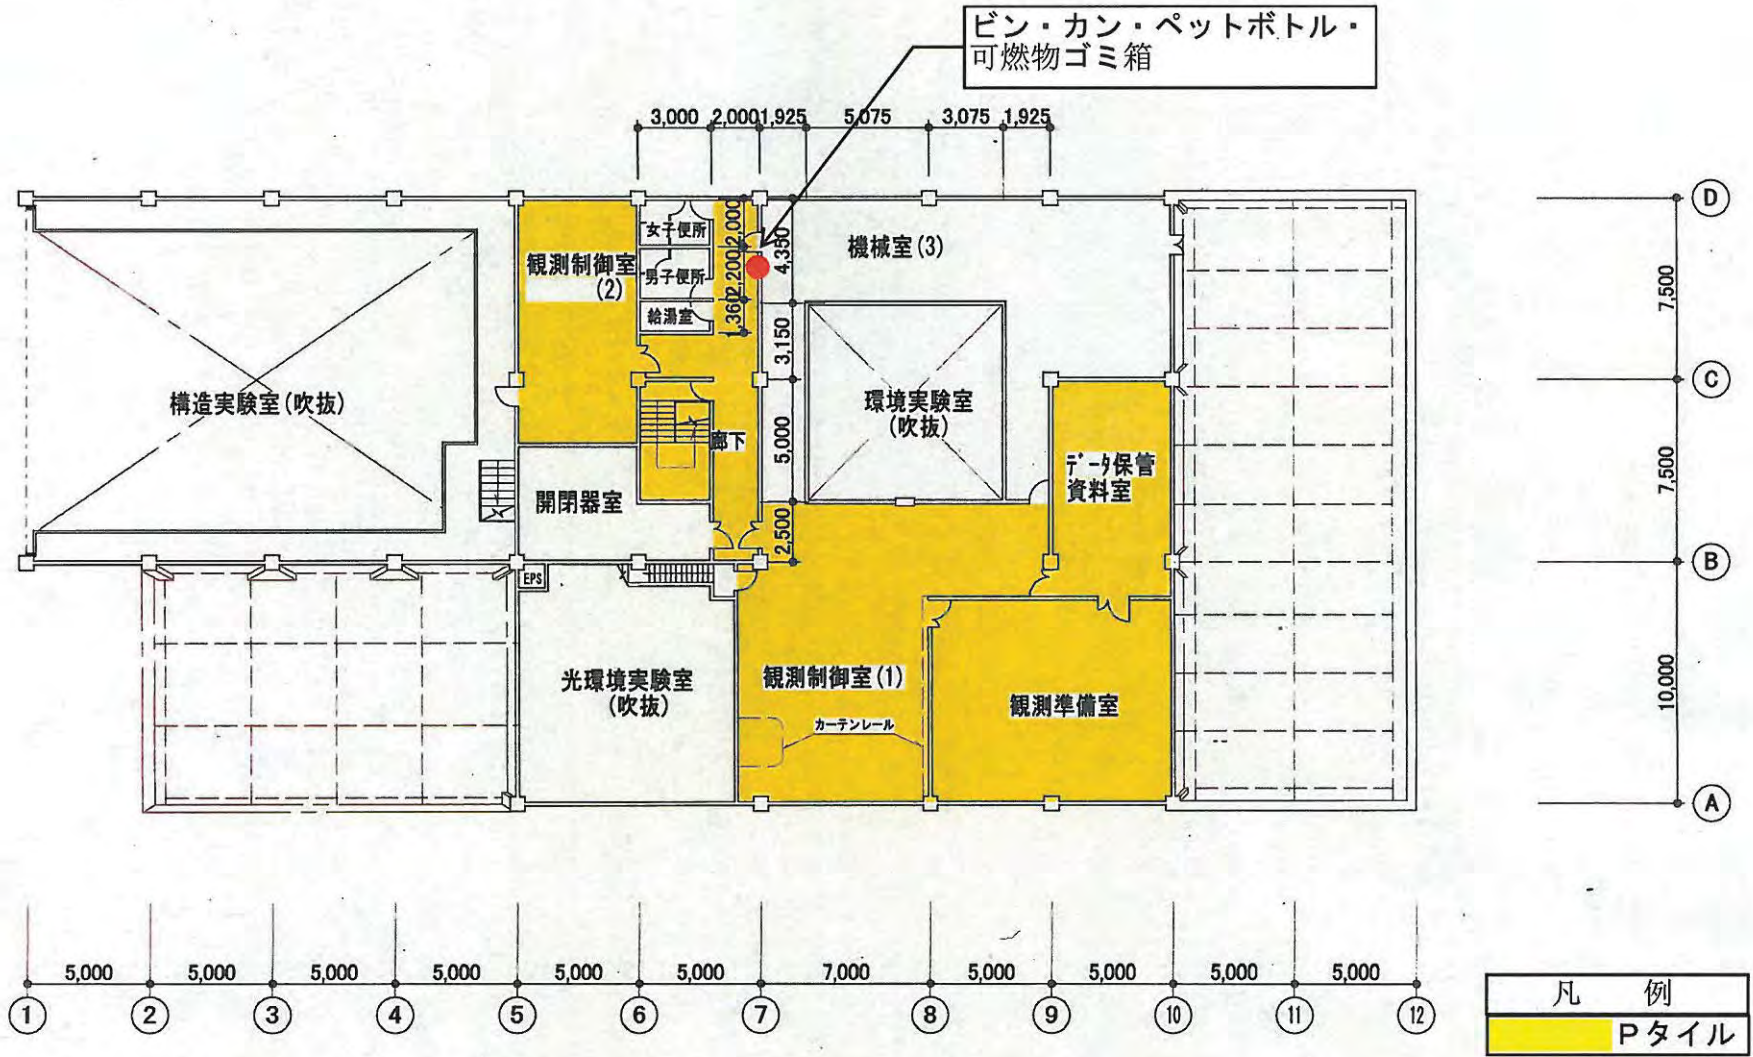 ビン・カン・ペットボトル・
可燃物ゴミ箱
3,000
2,000
1,925
5,075
3,075
1,925
D
女子便所
2,000
機械室(3)
4,350
観測制御室
(2)
男子便所
2,200
7,500
給湯室
1,360
3,150
C
構造実験室(吹抜)
環境実験室
(吹抜)
廊下
5,000
データ保管
資料室
7,500
開閉器室
2,500
B
EPS
光環境実験室
(吹抜)
観測制御室(1)
カーテンレール
観測準備室
10,000
A
5,000
5,000
5,000
5,000
5,000
5,000
7,000
5,000
5,000
5,000
5,000
1
2
3
4
5
6
7
8
9
10
11
12
凡 例
Pタイル